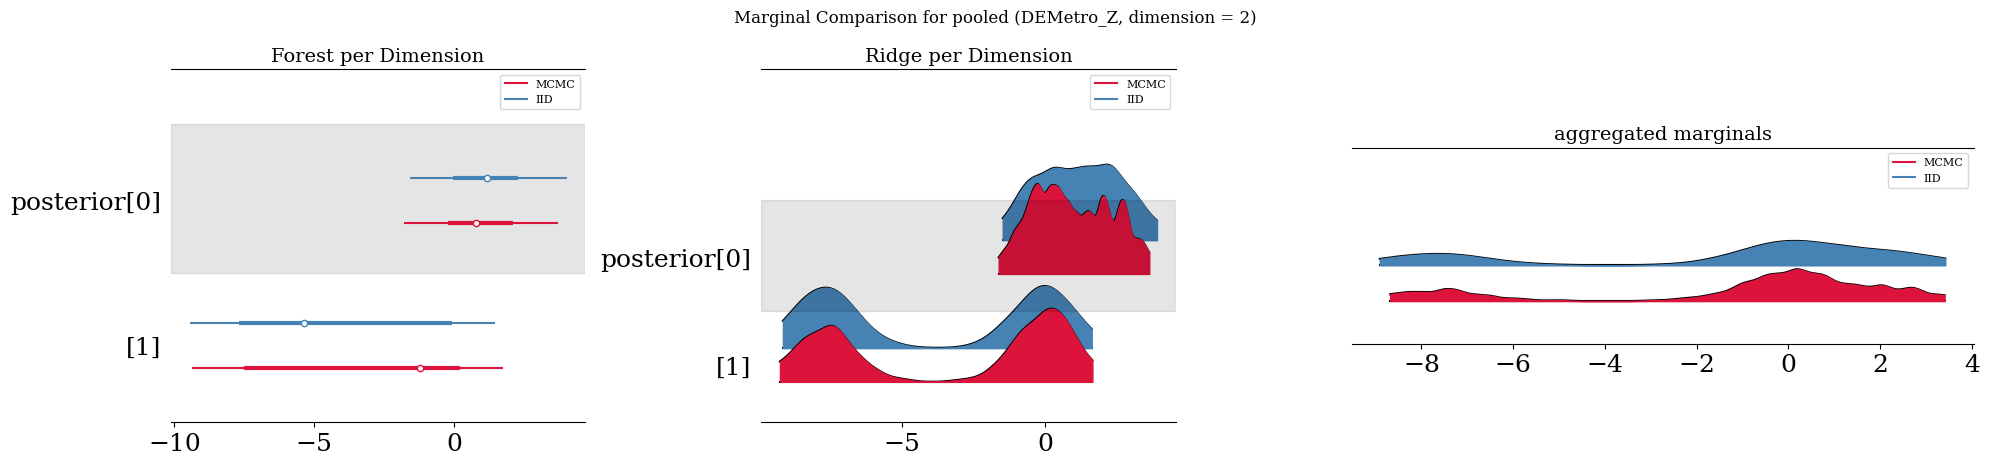 Marginal Comparison for pooled (DEMetro_Z, dimension = 2)
Forest per Dimension
MCMC
IID
posterior[0]
[1]
−10
−5
0
Ridge per Dimension
MCMC
IID
posterior[0]
[1]
−5
0
aggregated marginals
MCMC
IID
−8
−6
−4
−2
0
2
4